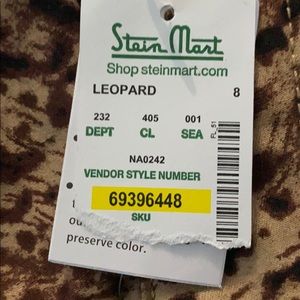 Stein Mart
Shop steinmart.com
LEOPARD 8
232 405 001
DEPT CL SEA
FL_51
NA0242
VENDOR STYLE NUMBER
69396448
SKU
preserve color.